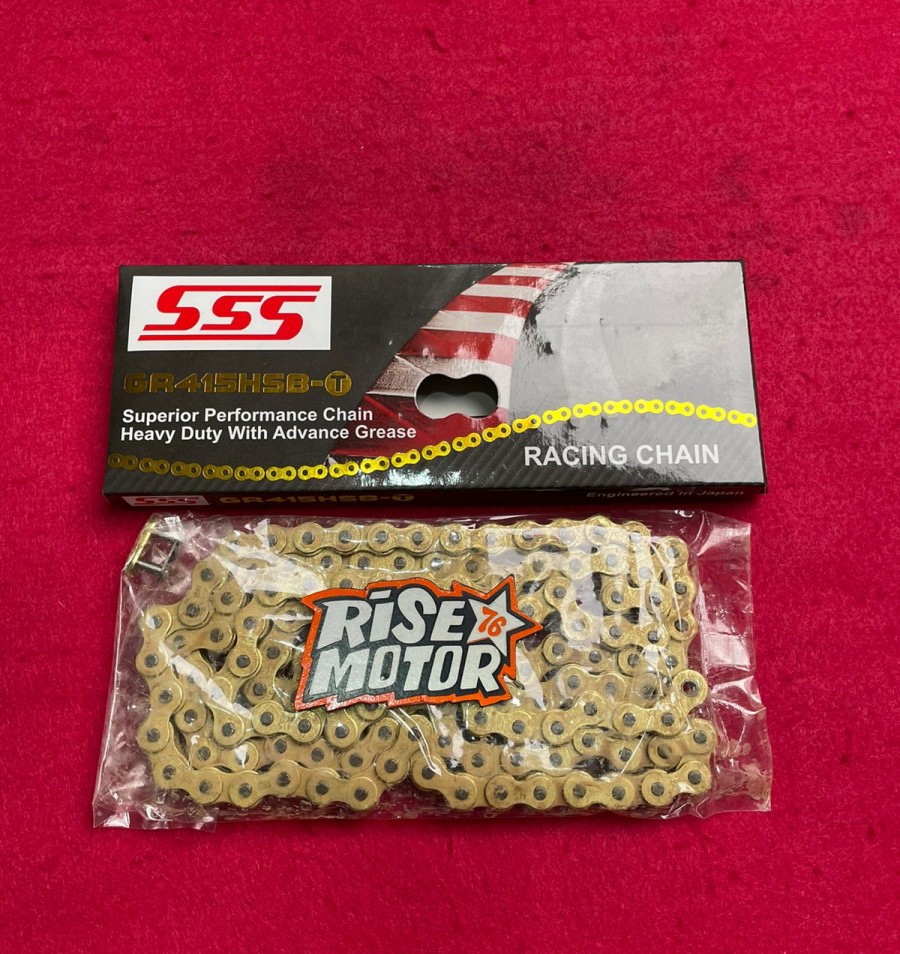 SSS
GR415HSB-T
Superior Performance Chain
Heavy Duty With Advance Grease
RACING CHAIN
SSS GR415HSB-T
Engineered in Japan
RiSE 76
MOTOR